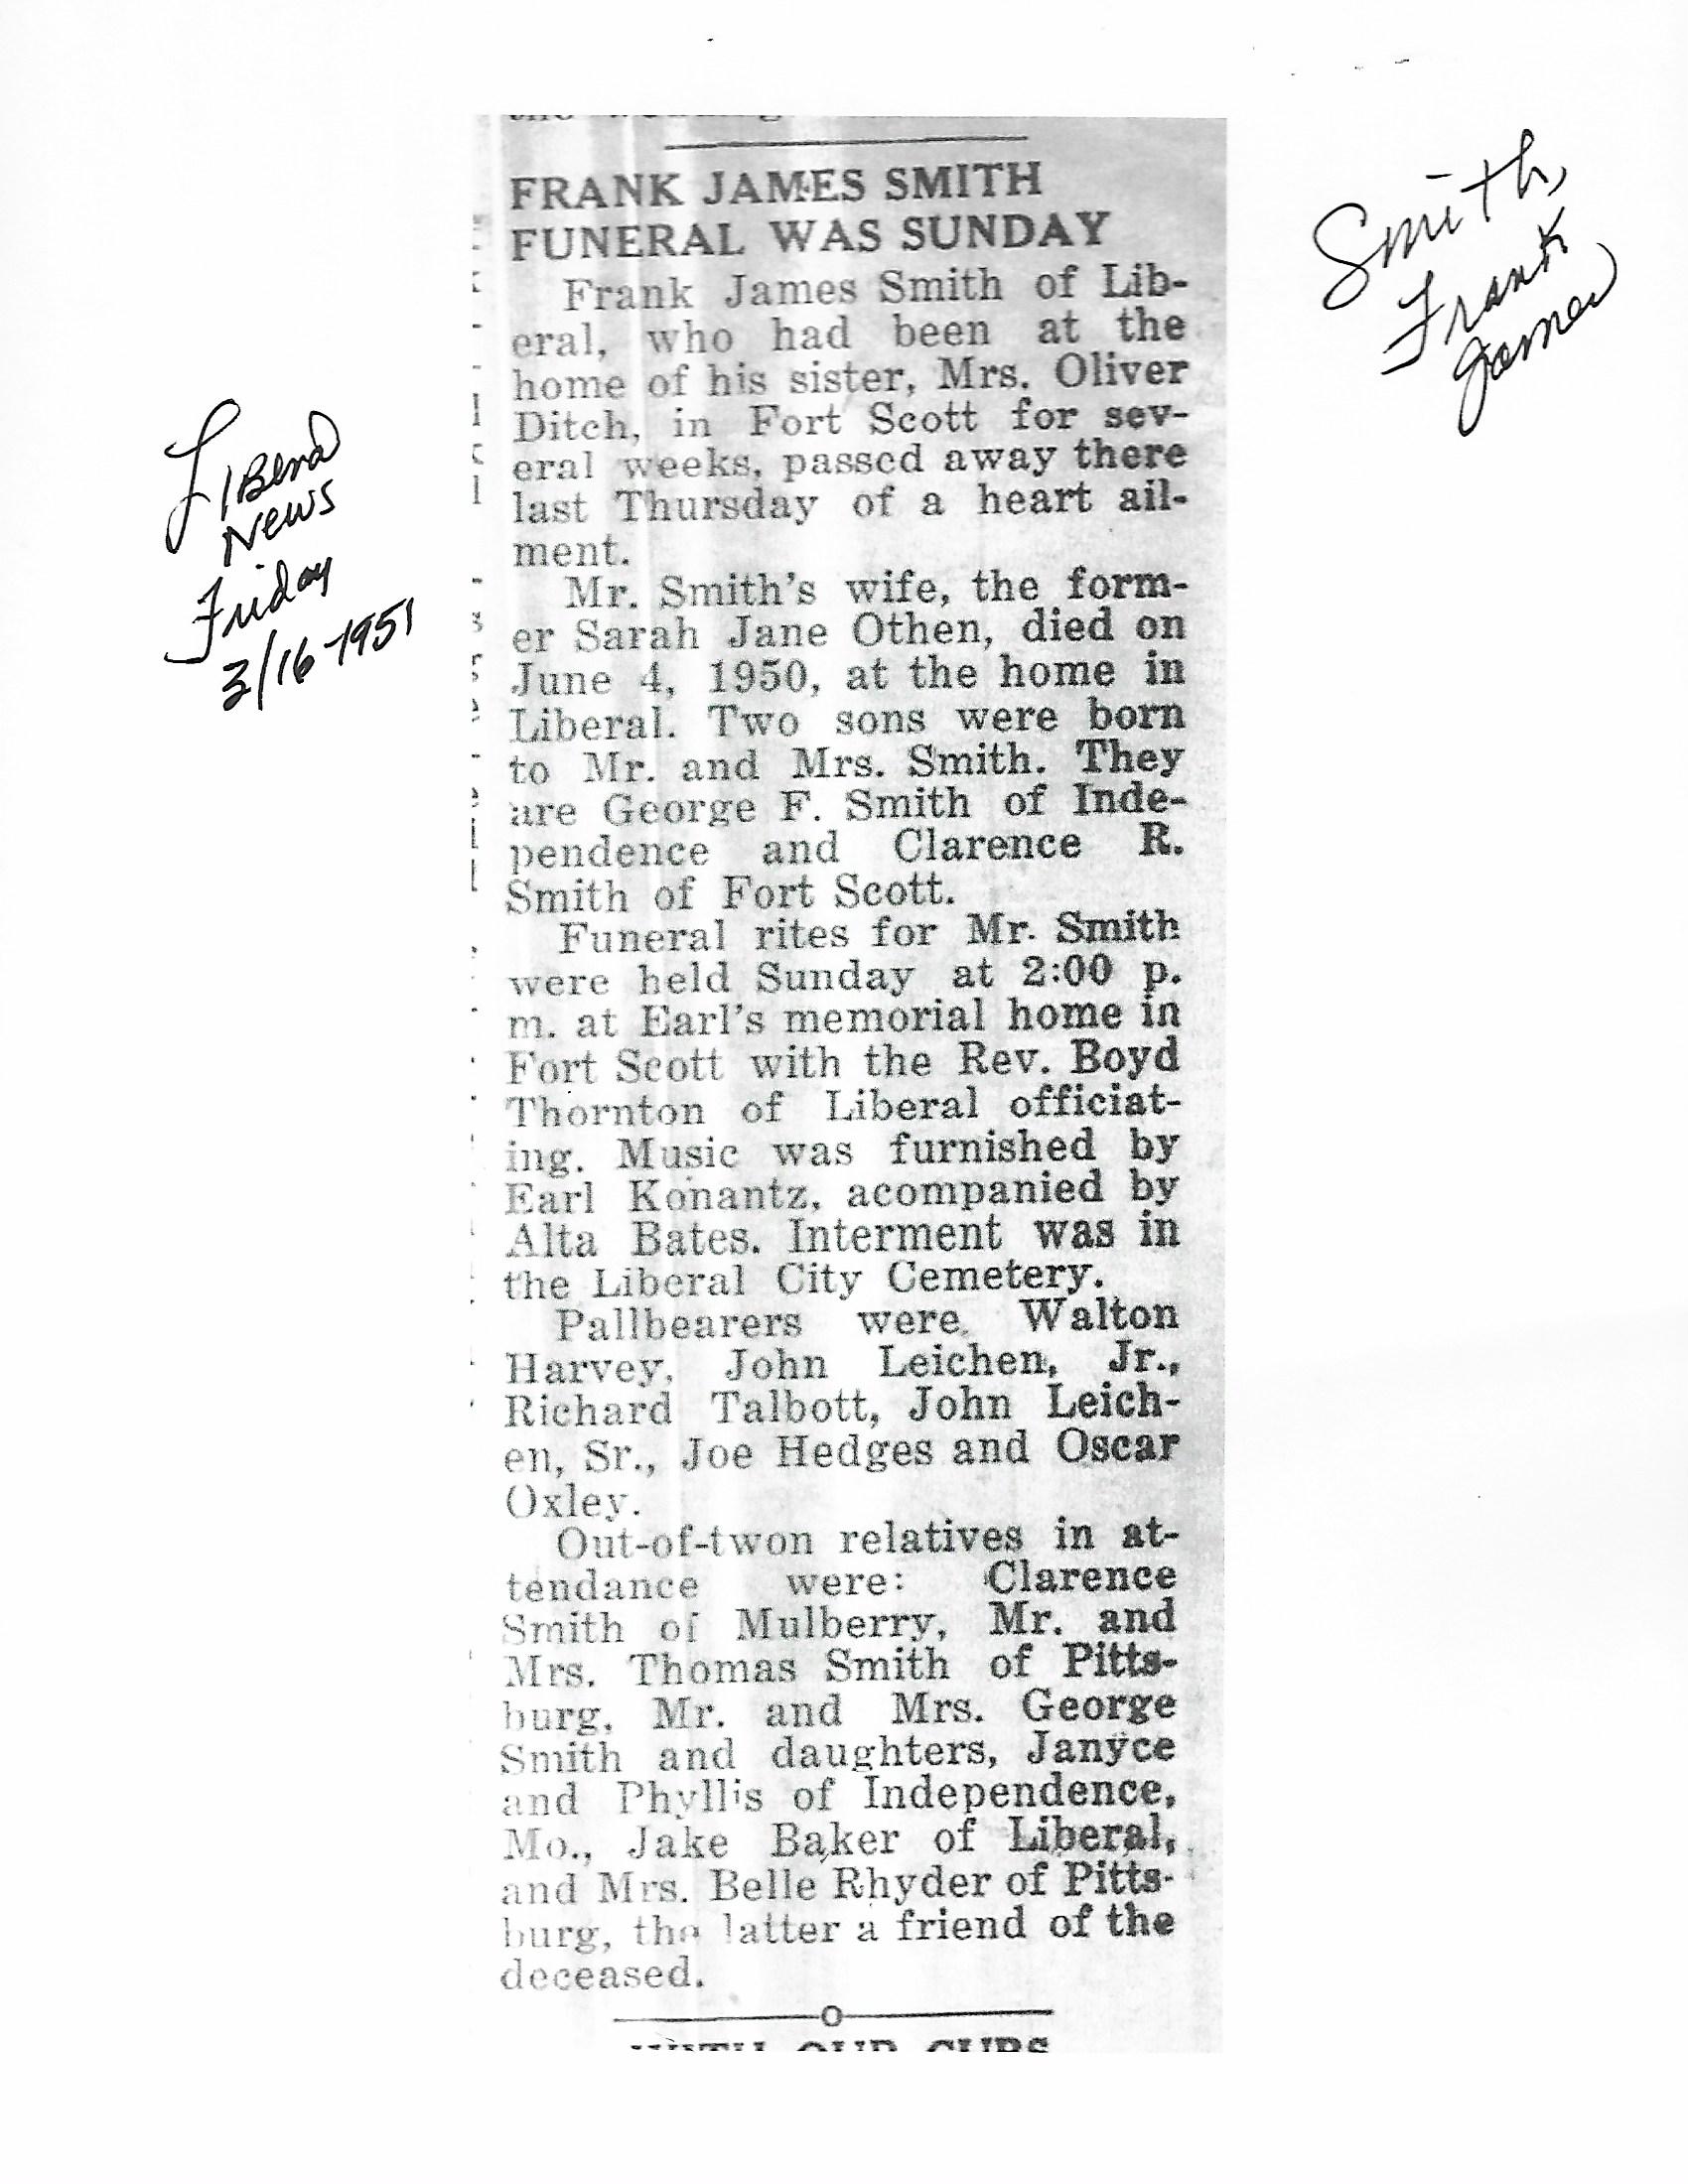 Smith,
Frank
James
Liberal
News
Friday
3/16-1951
FRANK JAMES SMITH
FUNERAL WAS SUNDAY
Frank James Smith of Lib-
eral, who had been at the
home of his sister, Mrs. Oliver
Ditch, in Fort Scott for sev-
eral weeks, passed away there
last Thursday of a heart ail-
ment.
Mr. Smith's wife, the form-
er Sarah Jane Othen, died on
June 4, 1950, at the home in
Liberal. Two sons were born
to Mr. and Mrs. Smith. They
are George F. Smith of Inde-
pendence and Clarence R.
Smith of Fort Scott.
Funeral rites for Mr. Smith
were held Sunday at 2:00 p.
m. at Earl's memorial home in
Fort Scott with the Rev. Boyd
Thornton of Liberal officiat-
ing. Music was furnished by
Earl Konantz, acompanied by
Alta Bates. Interment was in
the Liberal City Cemetery.
Pallbearers were Walton
Harvey, John Leichen, Jr.,
Richard Talbott, John Leich-
en, Sr., Joe Hedges and Oscar
Oxley.
Out-of-twon relatives in at-
tendance were: Clarence
Smith of Mulberry, Mr. and
Mrs. Thomas Smith of Pitts-
burg, Mr. and Mrs. George
Smith and daughters, Janyce
and Phyllis of Independence,
Mo., Jake Baker of Liberal,
and Mrs. Belle Rhyder of Pitts-
burg, the latter a friend of the
deceased.
WITH OUR CUBS